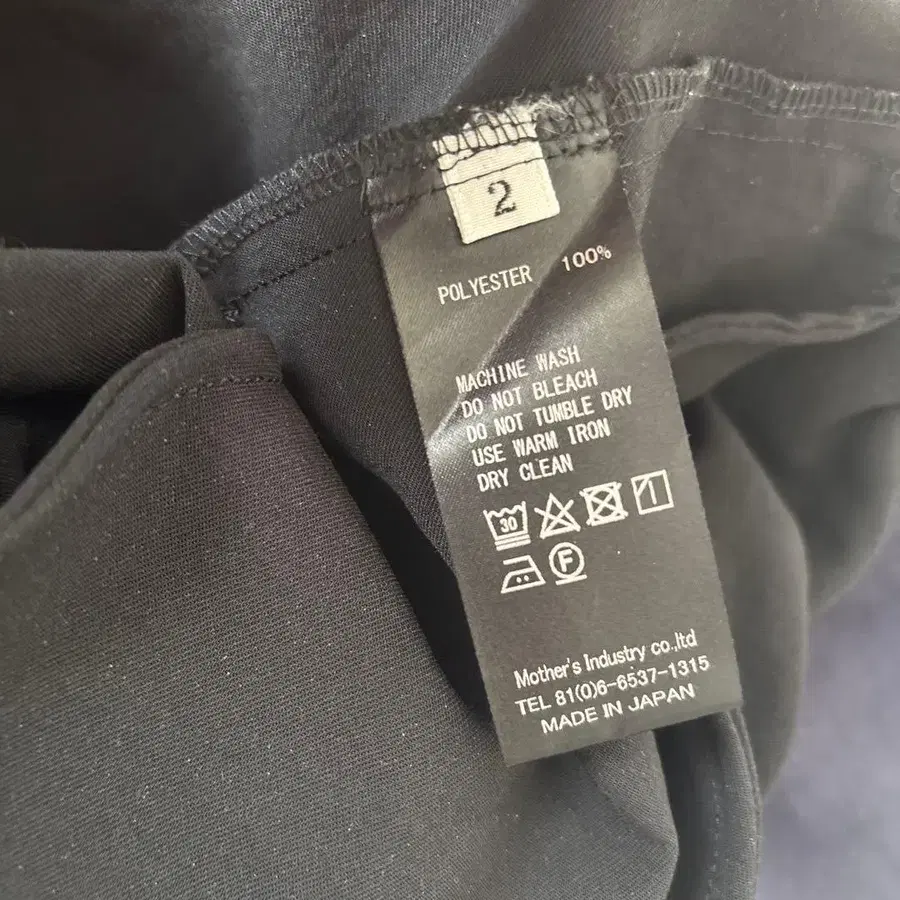 2
POLYESTER 100%
MACHINE WASH
DO NOT BLEACH
DO NOT TUMBLE DRY
USE WARM IRON
DRY CLEAN
30
F
Mother's Industry co.,ltd
TEL 81(0)6-6537-1315
MADE IN JAPAN